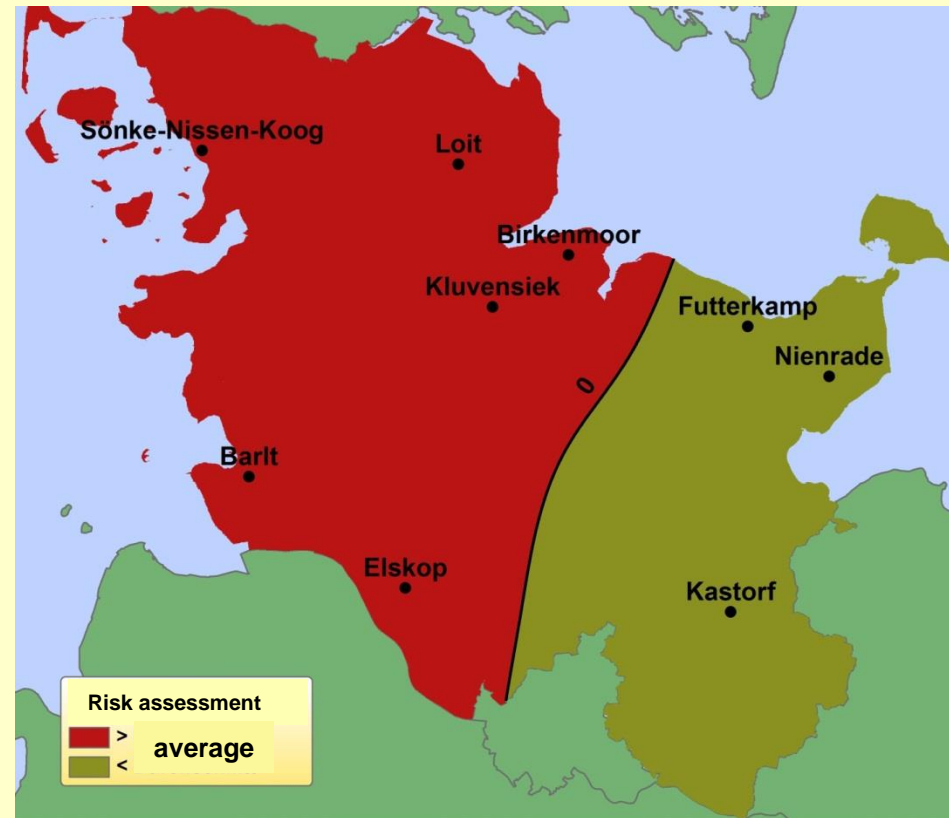 Sönke-Nissen-Koog
Loit
Birkenmoor
Kluvensiek
Futterkamp
Nienrade
0
Barlt
Elskop
Kastorf
Risk assessment
>
average
<